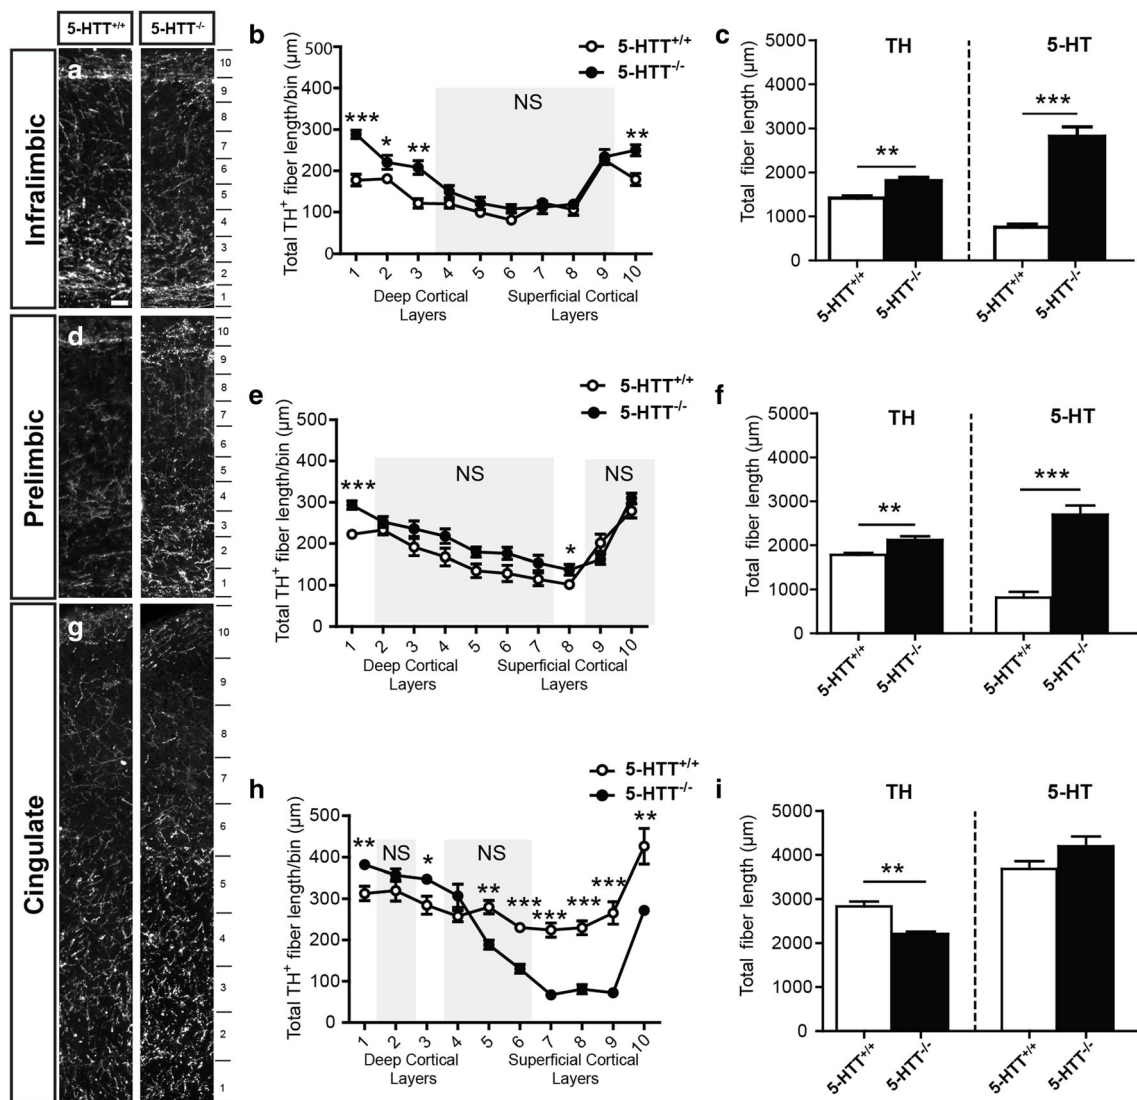 5-HTT+/+ 5-HTT-/-
Infralimbic
a
10
9
8
7
6
5
4
3
2
1
b
5-HTT+/+
5-HTT-/-
Total TH+ fiber length/bin (µm)
500
400
300
200
100
0
NS
*** * ** **
1 2 3 4 5 6 7 8 9 10
Deep Cortical Layers
Superficial Cortical Layers
c
TH 5-HT
Total fiber length (µm)
5000
4000
3000
2000
1000
0
** ***
5-HTT+/+ 5-HTT-/- 5-HTT+/+ 5-HTT-/-
Prelimbic
d
10
9
8
7
6
5
4
3
2
1
e
5-HTT+/+
5-HTT-/-
Total TH+ fiber length/bin (µm)
500
400
300
200
100
0
NS NS
*** *
1 2 3 4 5 6 7 8 9 10
Deep Cortical Layers
Superficial Cortical Layers
f
TH 5-HT
Total fiber length (µm)
5000
4000
3000
2000
1000
0
** ***
5-HTT+/+ 5-HTT-/- 5-HTT+/+ 5-HTT-/-
Cingulate
g
10
9
8
7
6
5
4
3
2
1
h
5-HTT+/+
5-HTT-/-
Total TH+ fiber length/bin (µm)
500
400
300
200
100
0
NS NS
** * ** *** *** *** *** **
1 2 3 4 5 6 7 8 9 10
Deep Cortical Layers
Superficial Cortical Layers
i
TH 5-HT
Total fiber length (µm)
5000
4000
3000
2000
1000
0
**
5-HTT+/+ 5-HTT-/- 5-HTT+/+ 5-HTT-/-